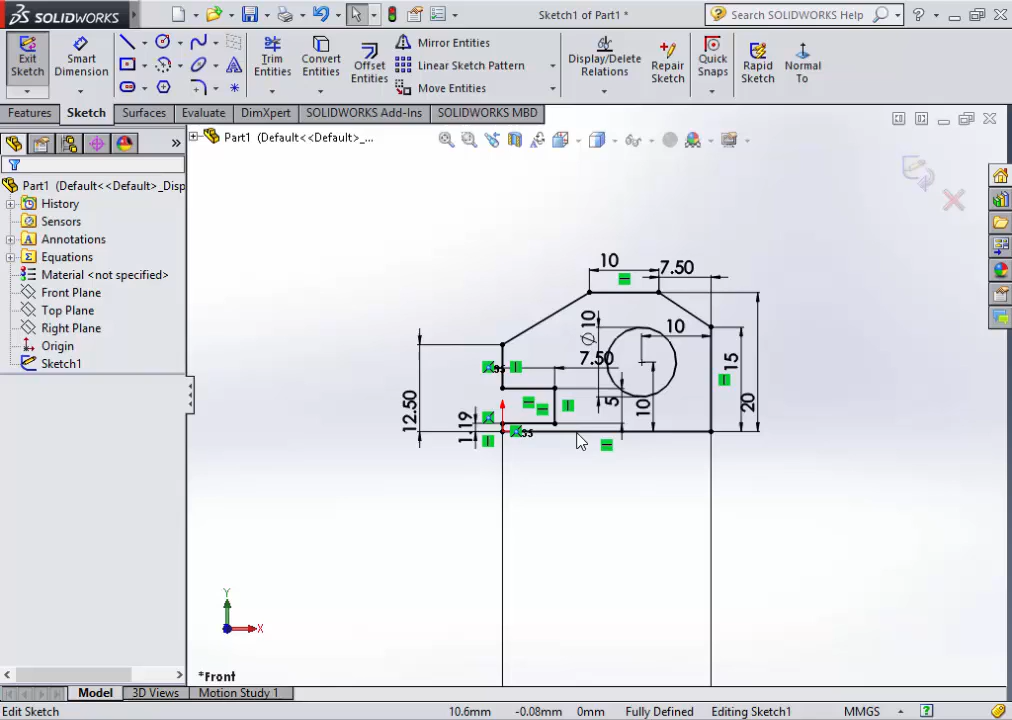 SOLIDWORKS
Sketch1 of Part1 *
Search SOLIDWORKS Help
?
Exit Sketch
Smart Dimension
Trim Entities
Convert Entities
Offset Entities
Mirror Entities
Linear Sketch Pattern
Move Entities
Display/Delete Relations
Repair Sketch
Quick Snaps
Rapid Sketch
Normal To
Features
Sketch
Surfaces
Evaluate
DimXpert
SOLIDWORKS Add-Ins
SOLIDWORKS MBD
Part1 (Default<<Default>_...
Part1 (Default<<Default>_Disp
History
Sensors
Annotations
Equations
Material <not specified>
Front Plane
Top Plane
Right Plane
Origin
Sketch1
10
7.50
Ø 10
10
7.50
15
20
12.50
1.19
5
10
35
35
Y
X
*Front
Model
3D Views
Motion Study 1
Edit Sketch
10.6mm
-0.08mm
0mm
Fully Defined
Editing Sketch1
MMGS
?